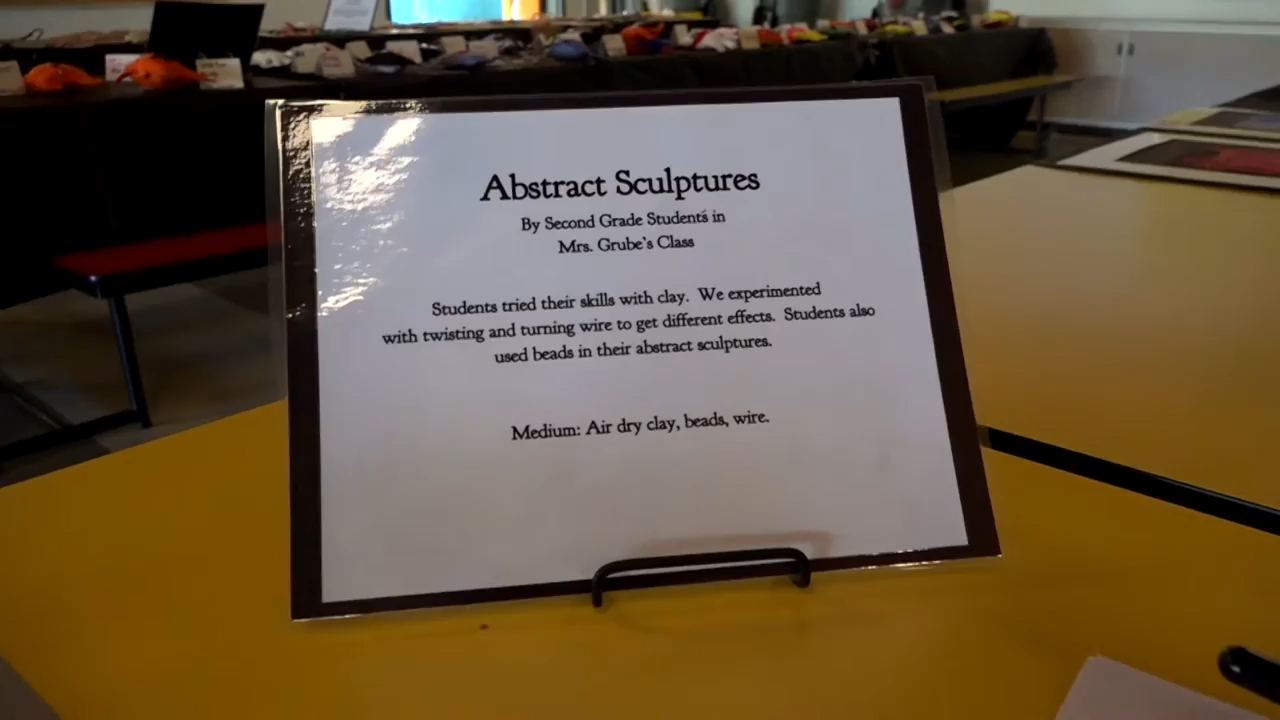 Abstract Sculptures
By Second Grade Students in
Mrs. Grube's Class
Students tried their skills with clay. We experimented
with twisting and turning wire to get different effects. Students also
used beads in their abstract sculptures.
Medium: Air dry clay, beads, wire.